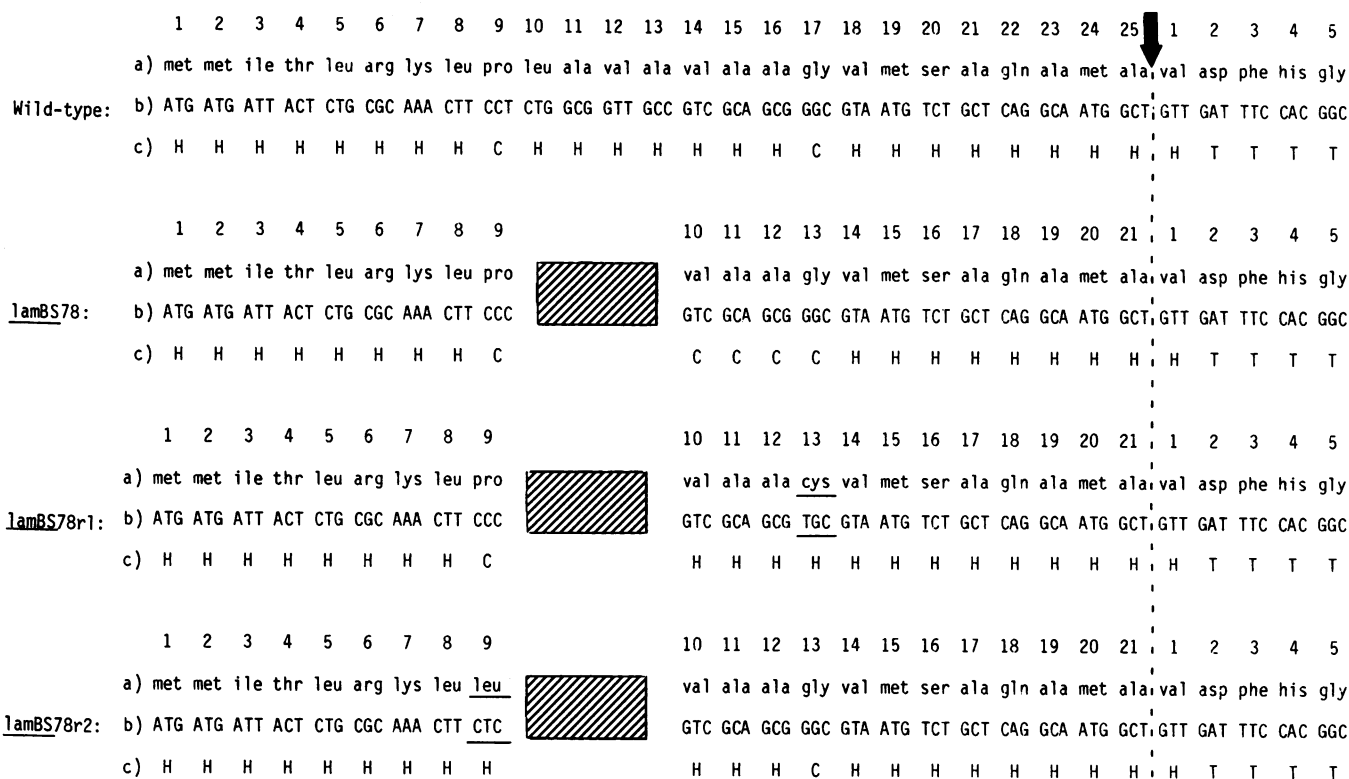 1 2 3 4 5 6 7 8 9 10 11 12 13 14 15 16 17 18 19 20 21 22 23 24 25 1 2 3 4 5
a) met met ile thr leu arg lys leu pro leu ala val ala val ala ala gly val met ser ala gln ala met ala val asp phe his gly
Wild-type: b) ATG ATG ATT ACT CTG CGC AAA CTT CCT CTG GCG GTT GCC GTC GCA GCG GGC GTA ATG TCT GCT CAG GCA ATG GCT GTT GAT TTC CAC GGC
c) H H H H H H H H C H H H H H H H C H H H H H H H H H T T T T
1 2 3 4 5 6 7 8 9 10 11 12 13 14 15 16 17 18 19 20 21 1 2 3 4 5
a) met met ile thr leu arg lys leu pro val ala ala gly val met ser ala gln ala met ala val asp phe his gly
lamBS78: b) ATG ATG ATT ACT CTG CGC AAA CTT CCC GTC GCA GCG GGC GTA ATG TCT GCT CAG GCA ATG GCT GTT GAT TTC CAC GGC
c) H H H H H H H H C C C C C H H H H H H H H H T T T T
1 2 3 4 5 6 7 8 9 10 11 12 13 14 15 16 17 18 19 20 21 1 2 3 4 5
a) met met ile thr leu arg lys leu pro val ala ala cys val met ser ala gln ala met ala val asp phe his gly
lamBS78r1: b) ATG ATG ATT ACT CTG CGC AAA CTT CCC GTC GCA GCG TGC GTA ATG TCT GCT CAG GCA ATG GCT GTT GAT TTC CAC GGC
c) H H H H H H H H C H H H H H H H H H H H H H T T T T
1 2 3 4 5 6 7 8 9 10 11 12 13 14 15 16 17 18 19 20 21 1 2 3 4 5
a) met met ile thr leu arg lys leu leu val ala ala gly val met ser ala gln ala met ala val asp phe his gly
lamBS78r2: b) ATG ATG ATT ACT CTG CGC AAA CTT CTC GTC GCA GCG GGC GTA ATG TCT GCT CAG GCA ATG GCT GTT GAT TTC CAC GGC
c) H H H H H H H H H H H H C H H H H H H H H H T T T T